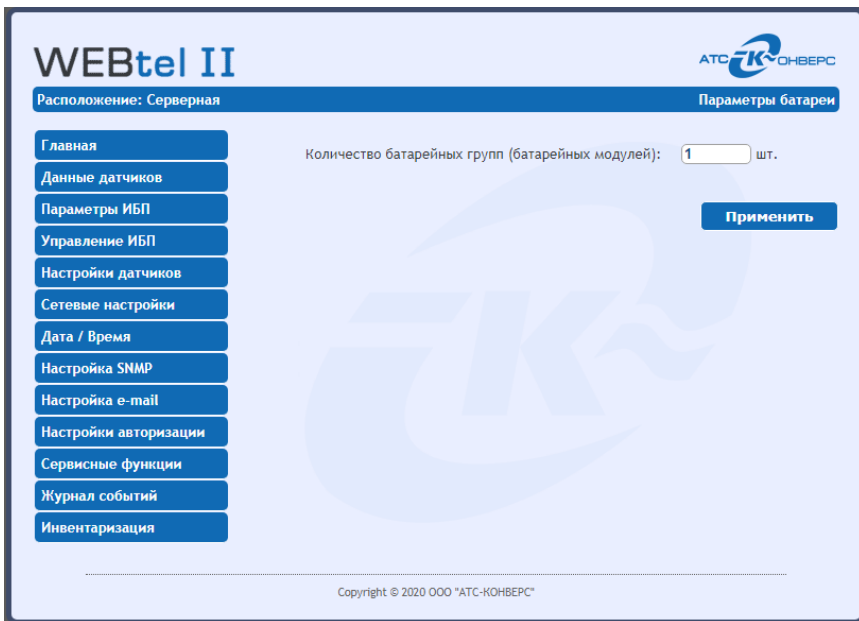 WEBtel II
АТС КОНВЕРС
Расположение: Серверная
Параметры батареи
Главная
Данные датчиков
Параметры ИБП
Управление ИБП
Настройки датчиков
Сетевые настройки
Дата / Время
Настройка SNMP
Настройка e-mail
Настройки авторизации
Сервисные функции
Журнал событий
Инвентаризация
Количество батарейных групп (батарейных модулей): 1 шт.
Применить
Copyright © 2020 ООО "АТС-КОНВЕРС"